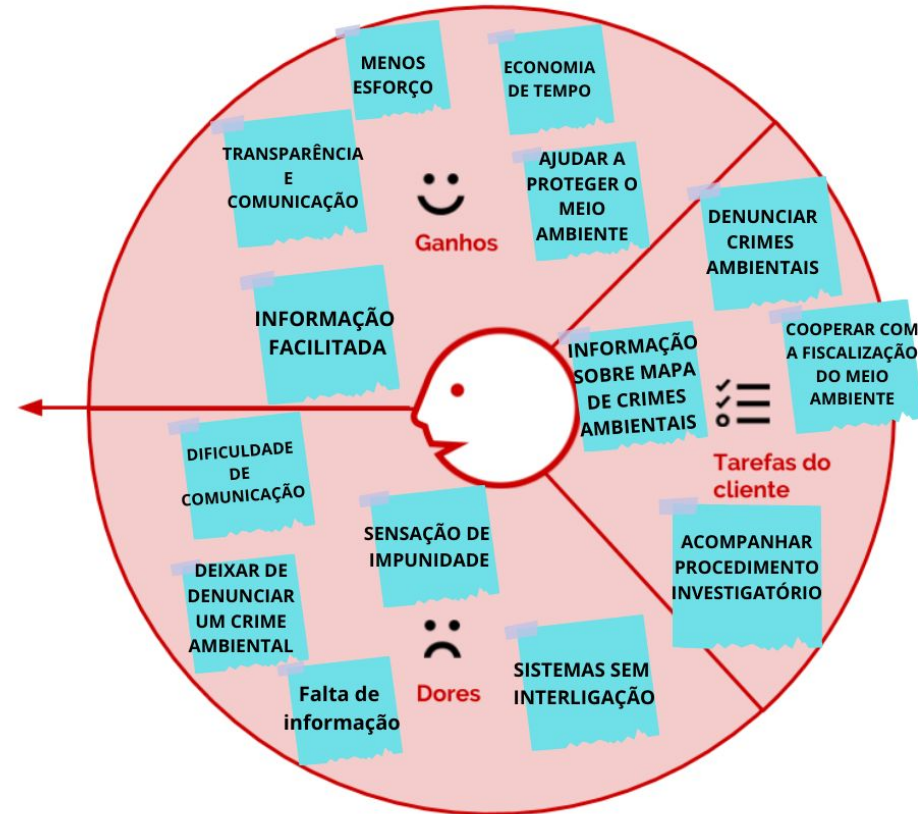 MENOS
ESFORÇO
ECONOMIA
DE TEMPO
TRANSPARÊNCIA
E
COMUNICAÇÃO
AJUDAR A
PROTEGER O
MEIO
AMBIENTE
Ganhos
INFORMAÇÃO
FACILITADA
DENUNCIAR
CRIMES
AMBIENTAIS
COOPERAR COM
A FISCALIZAÇÃO
DO MEIO
AMBIENTE
INFORMAÇÃO
SOBRE MAPA
DE CRIMES
AMBIENTAIS
Tarefas do
cliente
ACOMPANHAR
PROCEDIMENTO
INVESTIGATÓRIO
DIFICULDADE
DE
COMUNICAÇÃO
SENSAÇÃO DE
IMPUNIDADE
DEIXAR DE
DENUNCIAR
UM CRIME
AMBIENTAL
Falta de
informação
Dores
SISTEMAS SEM
INTERLIGAÇÃO